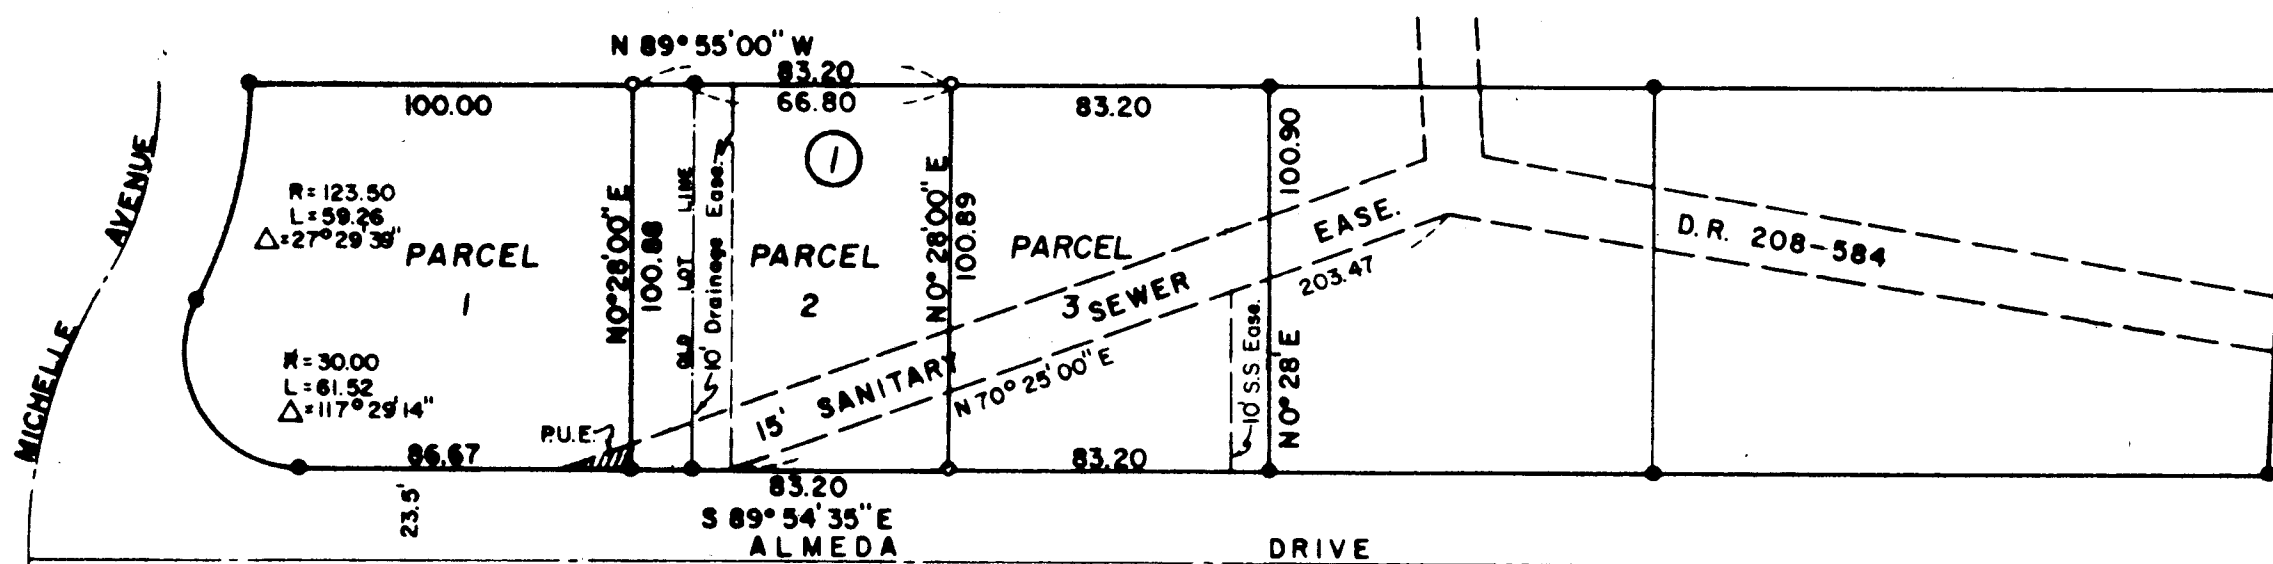 N 89° 55' 00" W
83.20
66.80
100.00
83.20
1
R = 123.50
L = 59.26
△ = 27° 29' 39"
PARCEL
1
R = 30.00
L = 61.52
△ = 117° 29' 14"
86.67
23.5'
P.U.E.
N0° 28' 00" E
100.88
OLD LOT LINE
10' Drainage Ease.
PARCEL
2
N0° 28' 00" E
100.89
PARCEL
3
15' SANITARY SEWER EASE.
N 70° 25' 00" E
203.47
10' S.S. Ease.
100.90
N0° 28' E
D. R. 208-584
83.20
83.20
S 89° 54' 35" E
ALMEDA DRIVE
MICHELLE AVENUE